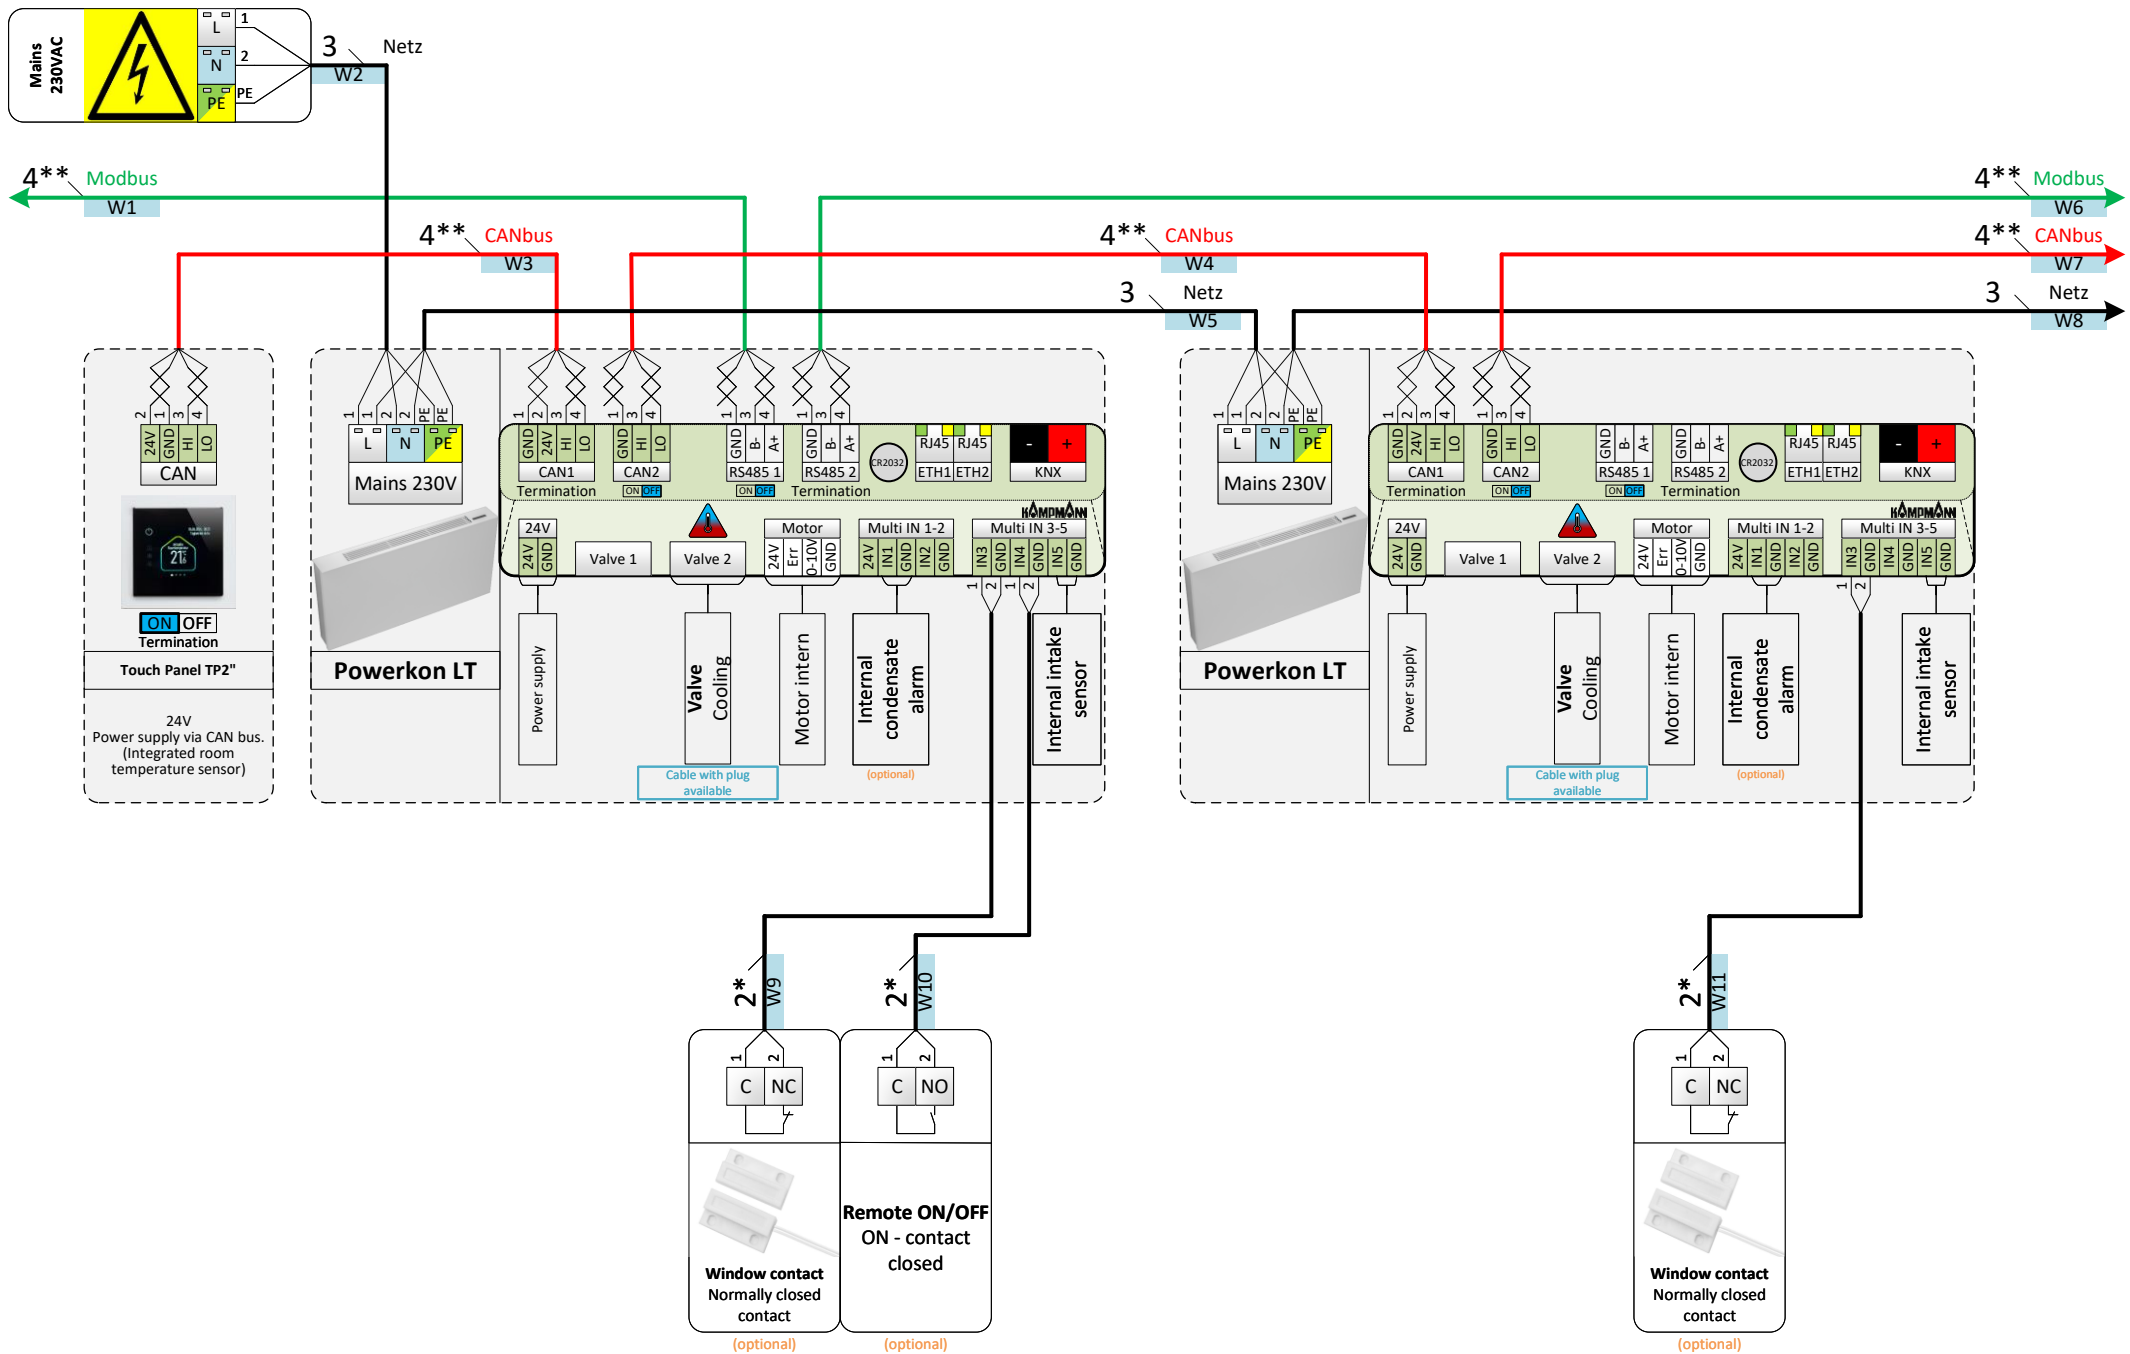 Mains
230VAC
L
N
PE
1
2
PE
3
Netz
W2
4**
Modbus
W1
4**
Modbus
W6
4**
CANbus
W3
4**
CANbus
W4
4**
CANbus
W7
3
Netz
W5
3
Netz
W8
2 1 3 4
24V GND HI LO
CAN
ON OFF
Termination
Touch Panel TP2"
24V
Power supply via CAN bus.
(Integrated room
temperature sensor)
1 1 2 2 PE PE
L N PE
Mains 230V
Powerkon LT
1 2 3 4
GND 24V HI LO
CAN1
1 3 4
GND HI LO
CAN2
1 3 4
GND B- A+
RS485 1
1 3 4
GND B- A+
RS485 2
CR2032
RJ45 RJ45
ETH1 ETH2
- +
KNX
Termination
ON OFF
ON OFF
Termination
KAMPMANN
24V
24V GND
Valve 1
Valve 2
Motor
24V Err 0-10V GND
Multi IN 1-2
24V IN1 GND IN2 GND
Multi IN 3-5
IN3 GND IN4 GND IN5 GND
1 2 1 2
Power supply
Valve
Cooling
Cable with plug
available
Motor intern
Internal
condensate
alarm
(optional)
Internal intake
sensor
1 1 2 2 PE PE
L N PE
Mains 230V
Powerkon LT
1 2 3 4
GND 24V HI LO
CAN1
1 3 4
GND HI LO
CAN2
GND B- A+
RS485 1
GND B- A+
RS485 2
CR2032
RJ45 RJ45
ETH1 ETH2
- +
KNX
Termination
ON OFF
ON OFF
Termination
KAMPMANN
24V
24V GND
Valve 1
Valve 2
Motor
24V Err 0-10V GND
Multi IN 1-2
24V IN1 GND IN2 GND
Multi IN 3-5
IN3 GND IN4 GND IN5 GND
1 2
Power supply
Valve
Cooling
Cable with plug
available
Motor intern
Internal
condensate
alarm
(optional)
Internal intake
sensor
2*
W9
1 2
C NC
Window contact
Normally closed
contact
(optional)
2*
W10
1 2
C NO
Remote ON/OFF
ON - contact
closed
(optional)
2*
W11
1 2
C NC
Window contact
Normally closed
contact
(optional)